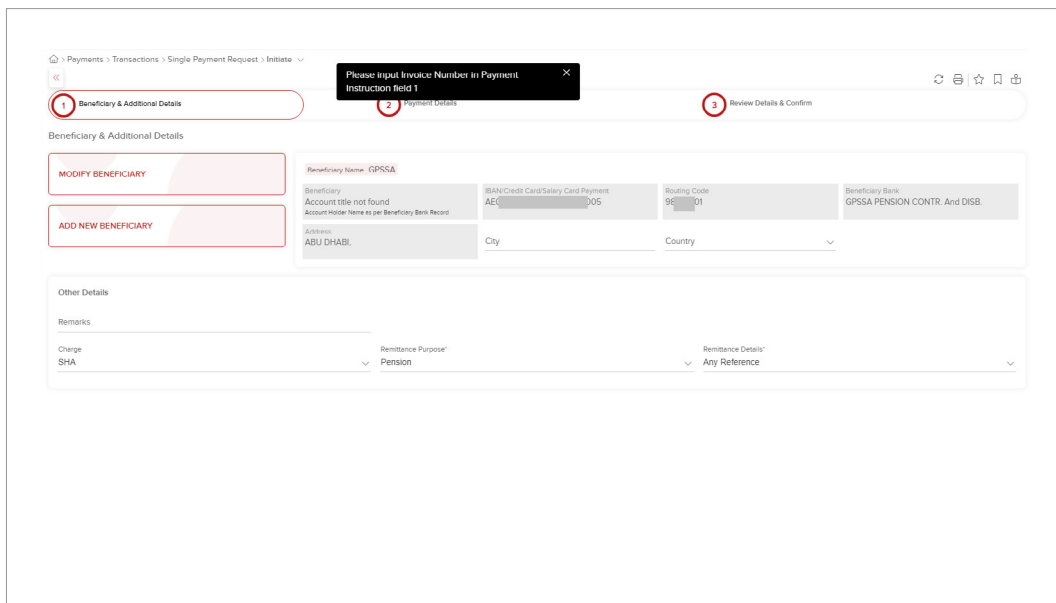 > Payments > Transactions > Single Payment Request > Initiate
Please input Invoice Number in Payment
Instruction field 1
1 Beneficiary & Additional Details
2 Payment Details
3 Review Details & Confirm
Beneficiary & Additional Details
MODIFY BENEFICIARY
ADD NEW BENEFICIARY
Beneficiary Name GPSSA
Beneficiary
Account title not found
Account Holder Name as per Beneficiary Bank Record
IBAN/Credit Card/Salary Card Payment
AE 005
Routing Code
98 01
Beneficiary Bank
GPSSA PENSION CONTR. And DISB.
Address
ABU DHABI,
City
Country
Other Details
Remarks
Charge
SHA
Remittance Purpose*
Pension
Remittance Details*
Any Reference